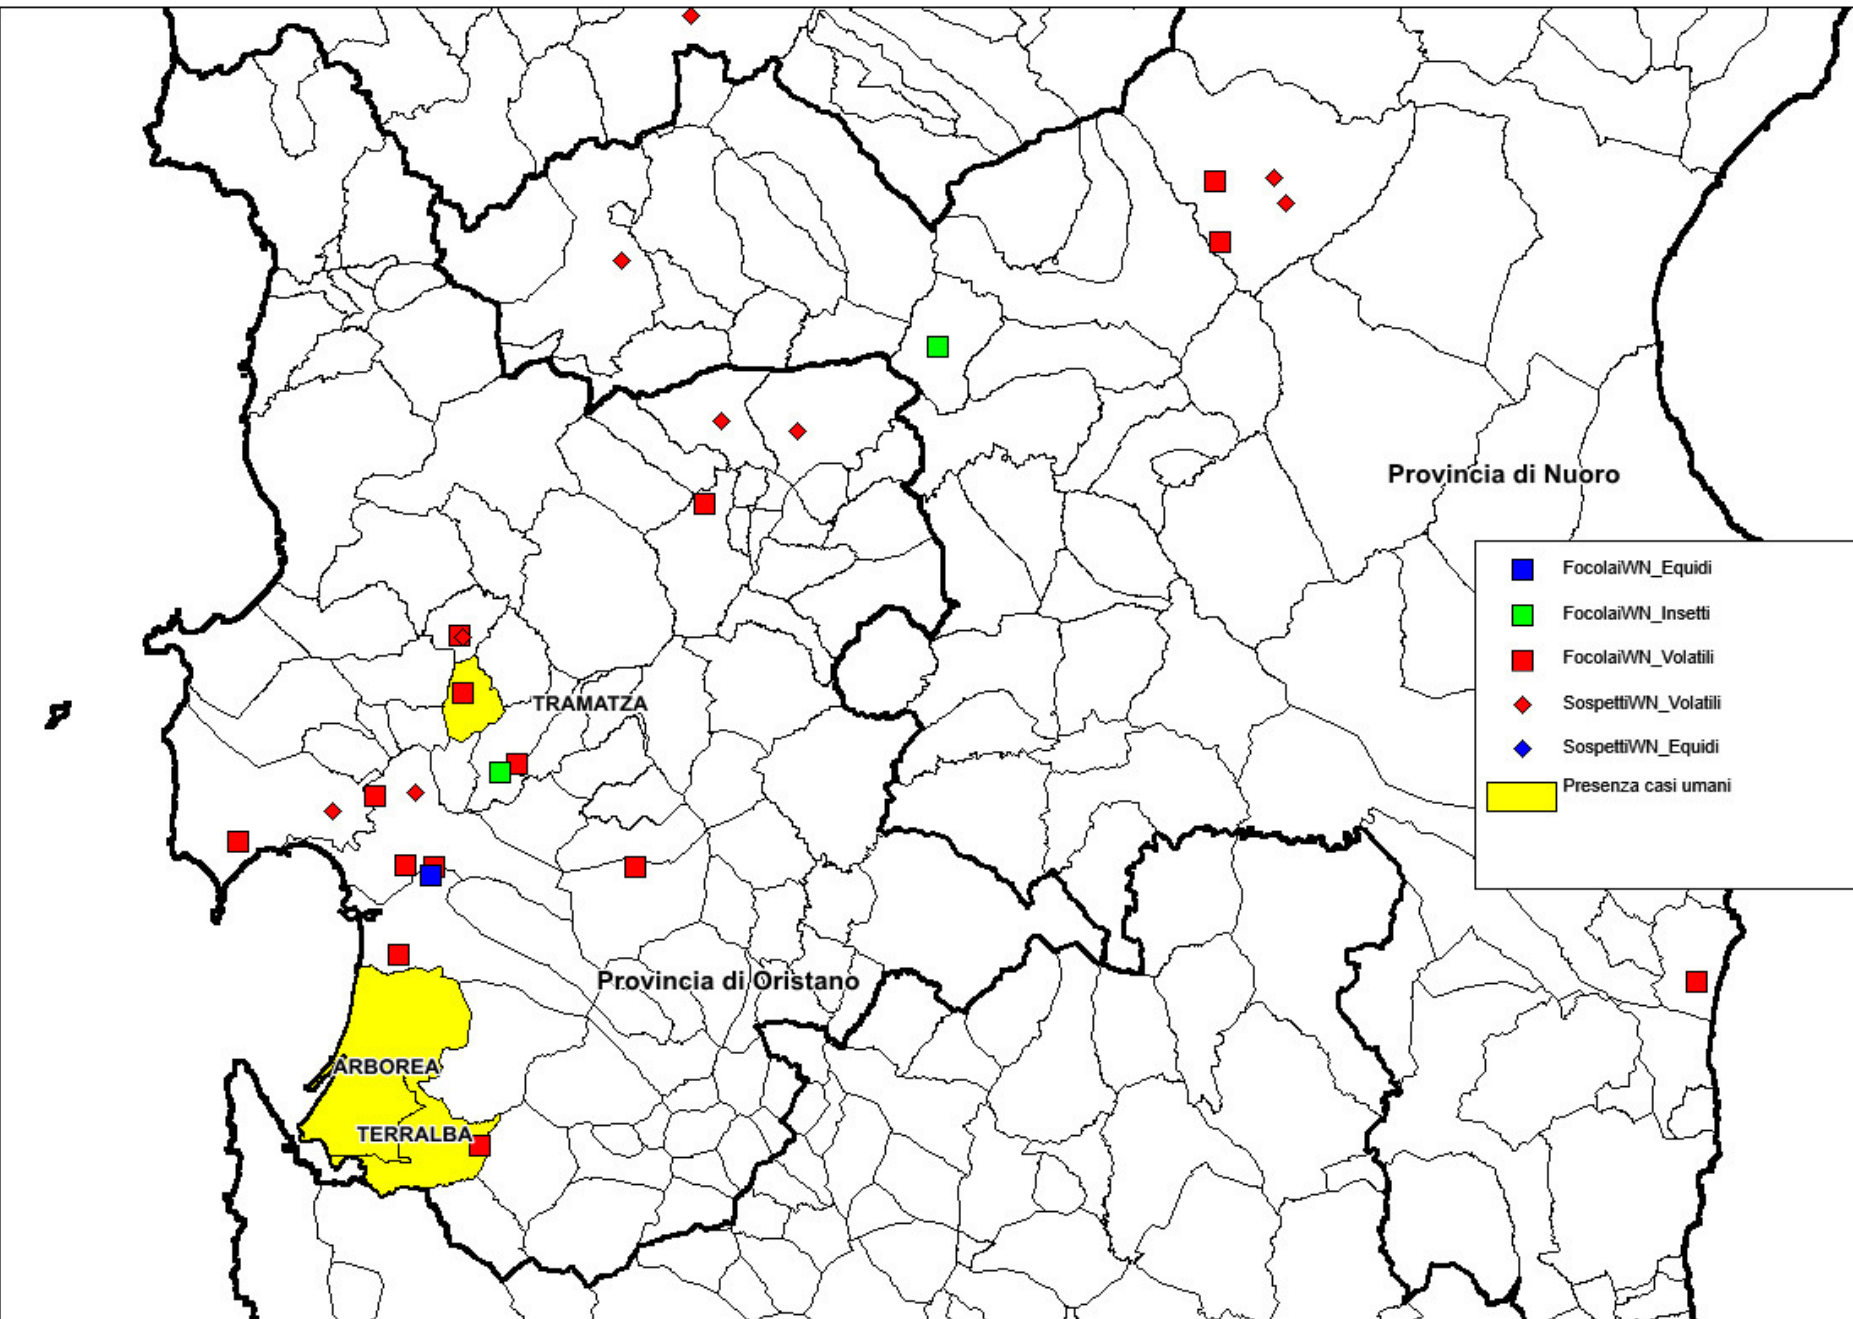 Provincia di Nuoro
FocolaiWN_Equidi
FocolaiWN_Insetti
FocolaiWN_Volatili
SospettiWN_Volatili
SospettiWN_Equidi
Presenza casi umani
TRAMATZA
Provincia di Oristano
ARBOREA
TERRALBA